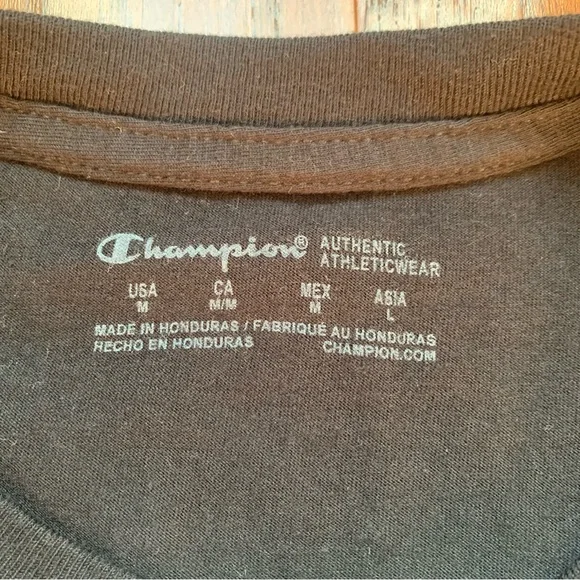 Champion® AUTHENTIC
ATHLETICWEAR
USA CA MEX ASIA
M M/M M L
MADE IN HONDURAS / FABRIQUÉ AU HONDURAS
HECHO EN HONDURAS CHAMPION.COM